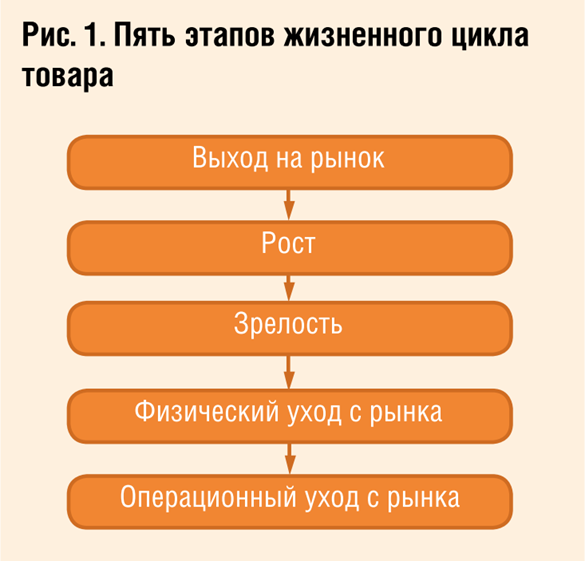 Рис. 1. Пять этапов жизненного цикла
товара
Выход на рынок
Рост
Зрелость
Физический уход с рынка
Операционный уход с рынка